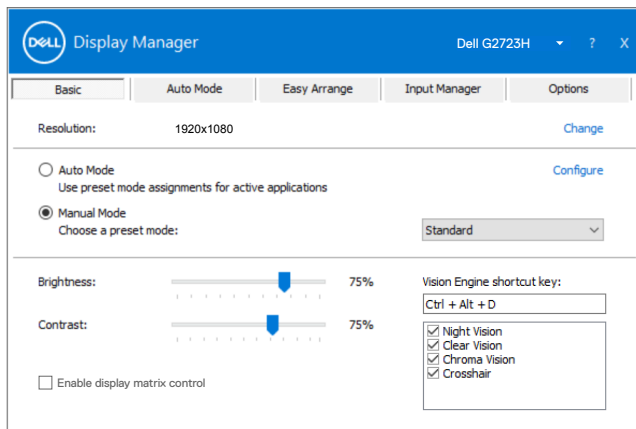 DELL Display Manager Dell G2723H ? X
Basic Auto Mode Easy Arrange Input Manager Options
Resolution: 1920x1080 Change
Auto Mode Configure
Use preset mode assignments for active applications
Manual Mode
Choose a preset mode: Standard
Brightness: 75% Vision Engine shortcut key:
Ctrl + Alt + D
Contrast: 75%
Night Vision
Clear Vision
Chroma Vision
Crosshair
Enable display matrix control